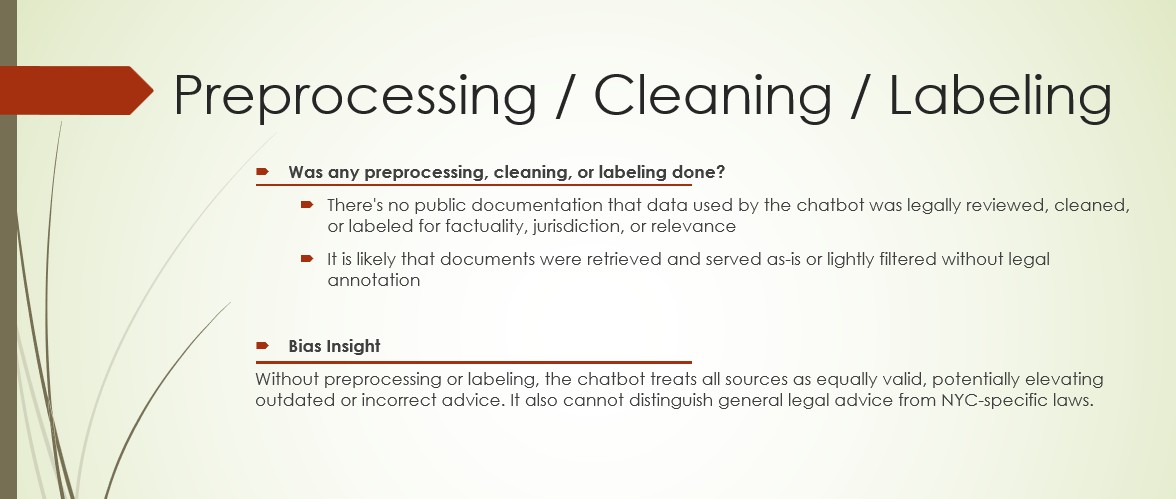 Preprocessing / Cleaning / Labeling
Was any preprocessing, cleaning, or labeling done?
There's no public documentation that data used by the chatbot was legally reviewed, cleaned,
or labeled for factuality, jurisdiction, or relevance
It is likely that documents were retrieved and served as-is or lightly filtered without legal
annotation
Bias Insight
Without preprocessing or labeling, the chatbot treats all sources as equally valid, potentially elevating
outdated or incorrect advice. It also cannot distinguish general legal advice from NYC-specific laws.